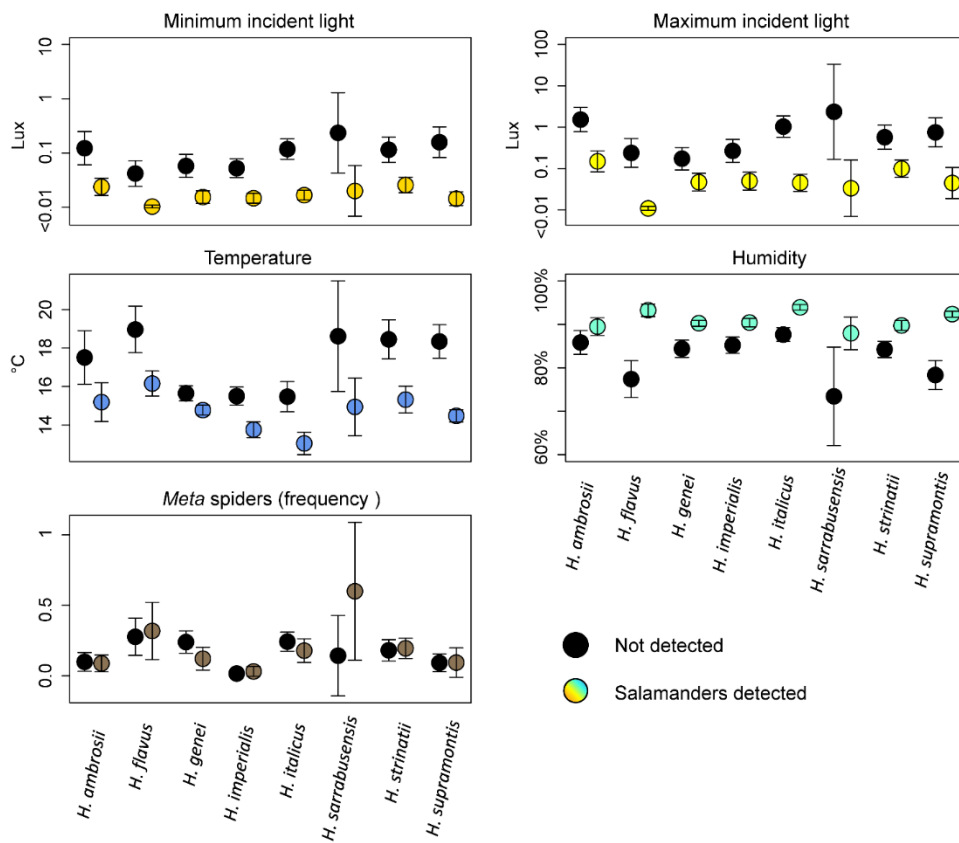 Minimum incident light
Lux
10
1
0.1
<0.01
Maximum incident light
Lux
100
10
1
0.1
<0.01
Temperature
°C
20
18
16
14
Humidity
100%
80%
60%
H. ambrosii
H. flavus
H. genei
H. imperialis
H. italicus
H. sarrabusensis
H. strinatii
H. supramontis
Meta spiders (frequency )
1
0.5
0.0
H. ambrosii
H. flavus
H. genei
H. imperialis
H. italicus
H. sarrabusensis
H. strinatii
H. supramontis
Not detected
Salamanders detected